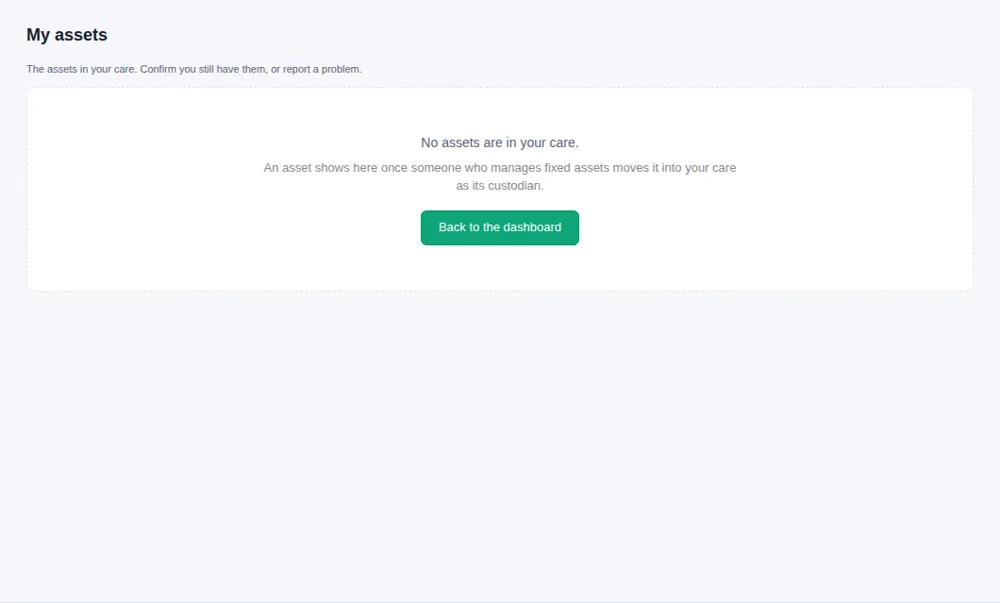 My assets
The assets in your care. Confirm you still have them, or report a problem.
No assets are in your care.
An asset shows here once someone who manages fixed assets moves it into your care
as its custodian.
Back to the dashboard